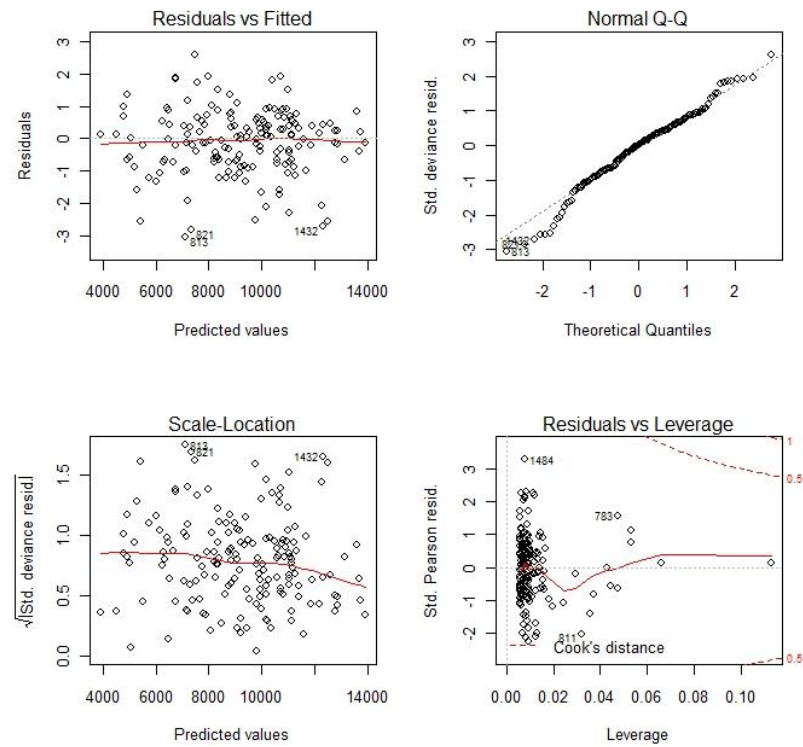 Residuals vs Fitted
Residuals
3
2
1
0
-1
-2
-3
821
813
1432
4000 6000 8000 10000 14000
Predicted values
Normal Q-Q
Std. deviance resid.
3
2
1
0
-1
-2
-3
1432
813
-2 -1 0 1 2
Theoretical Quantiles
Scale-Location
√|Std. deviance resid.|
1.5
1.0
0.5
0.0
813
821
1432
4000 6000 8000 10000 14000
Predicted values
Residuals vs Leverage
Std. Pearson resid.
3
2
1
0
-1
-2
1484
783
811
Cook's distance
1
0.5
0.5
0.00 0.02 0.04 0.06 0.08 0.10
Leverage